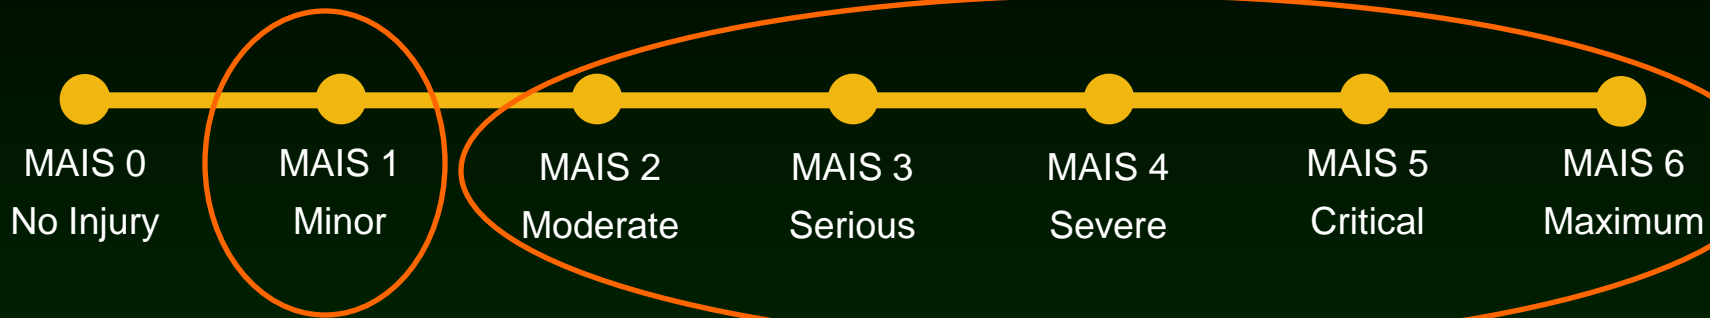 MAIS 0 MAIS 1 MAIS 2 MAIS 3 MAIS 4 MAIS 5 MAIS 6
No Injury Minor Moderate Serious Severe Critical Maximum